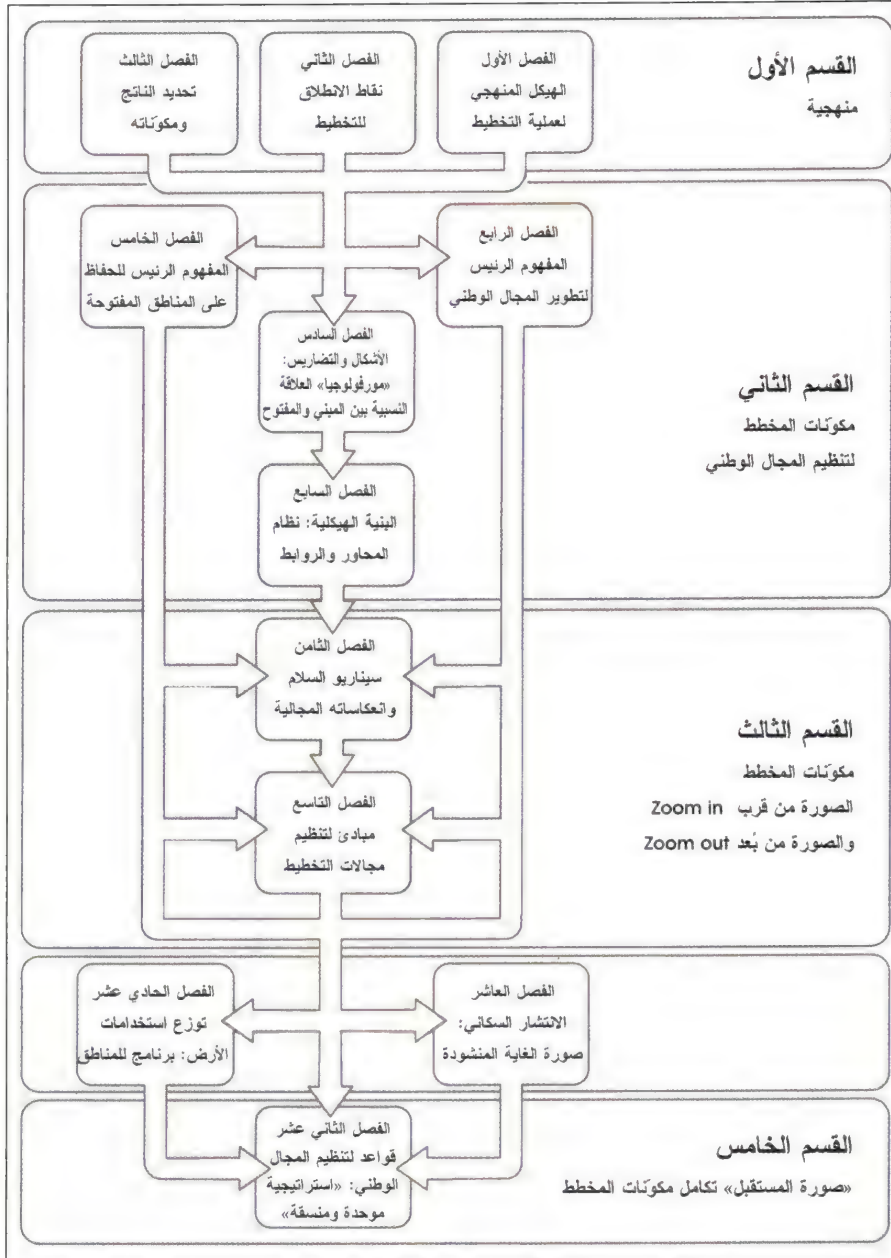 القسم الأول
منهجية
الفصل الأول
الهيكل المنهجي
لعملية التخطيط
الفصل الثاني
نقاط الانطلاق
للتخطيط
الفصل الثالث
تحديد الناتج
ومكوّناته
القسم الثاني
مكوّنات المخطط
لتنظيم المجال الوطني
الفصل الرابع
المفهوم الرئيس
لتطوير المجال الوطني
الفصل الخامس
المفهوم الرئيس للحفاظ
على المناطق المفتوحة
الفصل السادس
الأشكال والتضاريس:
«مورفولوجيا» العلاقة
النسبية بين المبني والمفتوح
الفصل السابع
البنية الهيكلية: نظام
المحاور والروابط
القسم الثالث
مكوّنات المخطط
الصورة من قرب Zoom in
والصورة من بُعد Zoom out
الفصل الثامن
سيناريو السلام
وانعكاساته المجالية
الفصل التاسع
مبادئ لتنظيم
مجالات التخطيط
الفصل العاشر
الانتشار السكاني:
صورة الغاية المنشودة
الفصل الحادي عشر
توزع استخدامات
الأرض: برنامج للمناطق
القسم الخامس
«صورة المستقبل» تكامل مكوّنات المخطط
الفصل الثاني عشر
قواعد لتنظيم المجال
الوطني: «استراتيجية
موحدة ومنسقة»